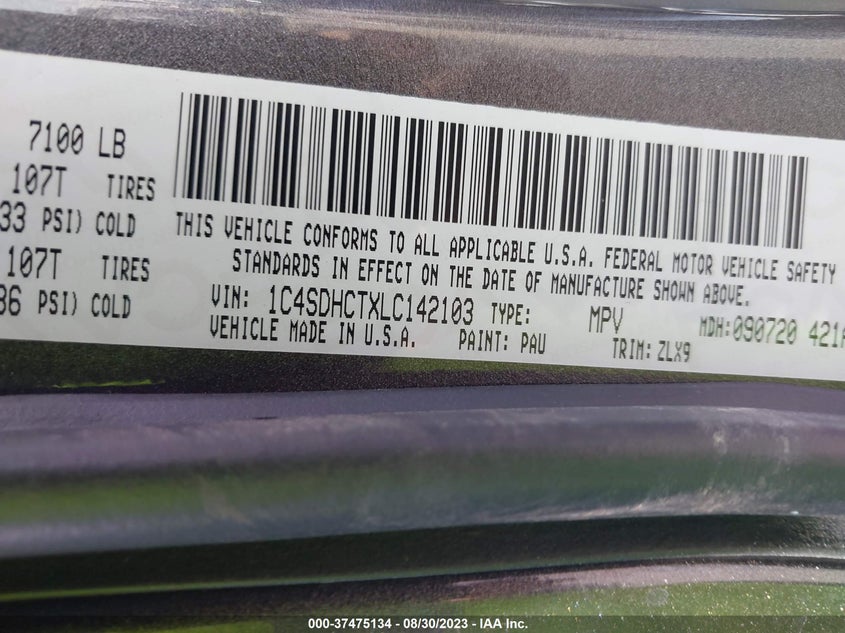 7100 LB
107T TIRES
33 PSI) COLD
107T TIRES
36 PSI) COLD
THIS VEHICLE CONFORMS TO ALL APPLICABLE U.S.A. FEDERAL MOTOR VEHICLE SAFETY
STANDARDS IN EFFECT ON THE DATE OF MANUFACTURE SHOWN ABOVE.
VIN: 1C4SDHCTXLC142103 TYPE: MPV MDH:090720 421A
VEHICLE MADE IN U.S.A. PAINT: PAU TRIM: ZLX9
000-37475134 - 08/30/2023 - IAA Inc.